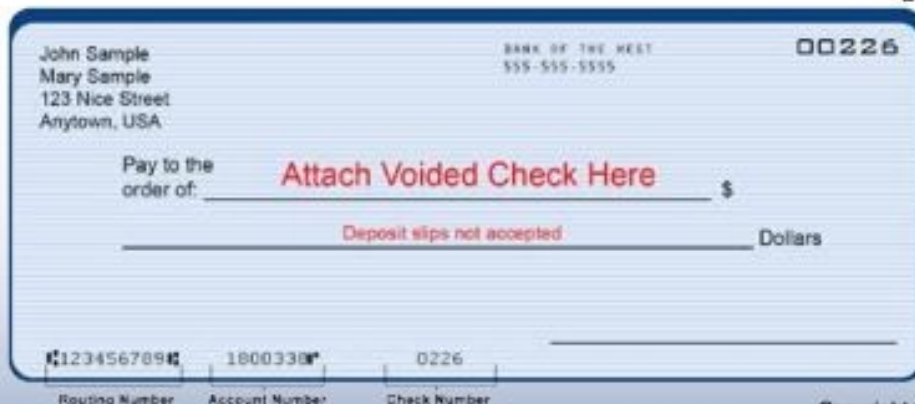 John Sample
Mary Sample
123 Nice Street
Anytown, USA
BANK OF THE WEST
555-555-5555
00226
Pay to the
order of: Attach Voided Check Here $
Deposit slips not accepted Dollars
⑆123456789⑆ 1800338⑈ 0226
Routing Number Account Number Check Number